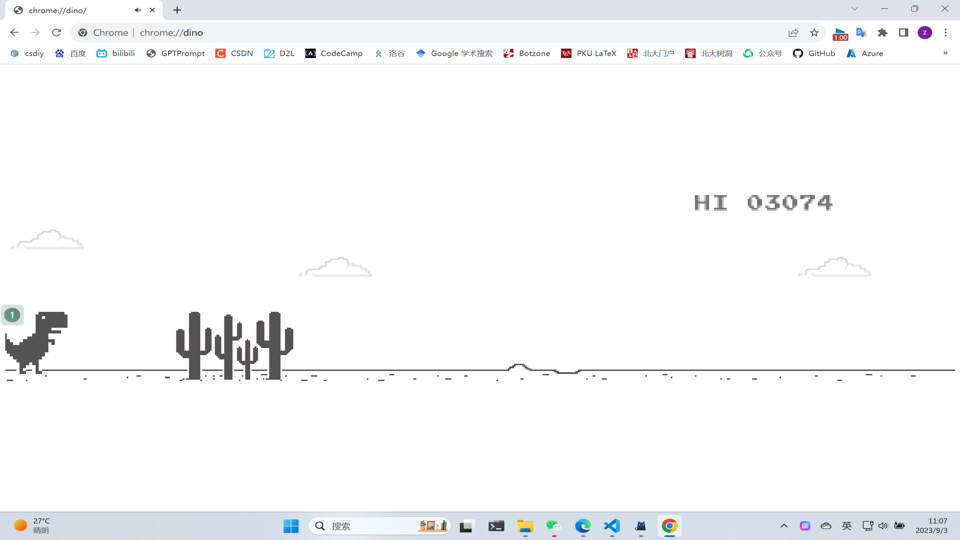 chrome://dino/
Chrome | chrome://dino
1.00
z
csdiy
百度
bilibili
GPTPrompt
CSDN
D2L
CodeCamp
洛谷
Google 学术搜索
Botzone
PKU LaTeX
北大门户
北大树洞
公众号
GitHub
Azure
»
HI 03074
1
27°C
晴朗
搜索
英
11:07
2023/9/3